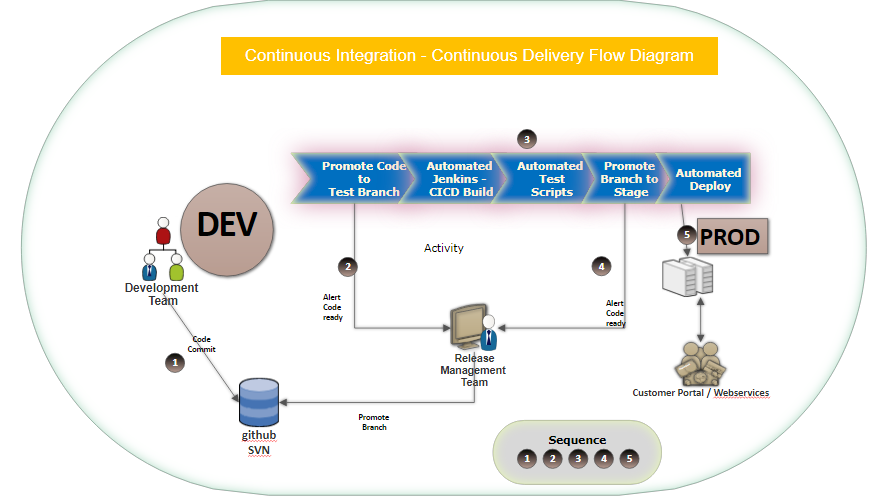 Continuous Integration - Continuous Delivery Flow Diagram
3
Promote Code
to
Test Branch
Automated
Jenkins -
CICD Build
Automated
Test
Scripts
Promote
Branch to
Stage
Automated
Deploy
DEV
Development
Team
Activity
2
4
5
PROD
Alert
Code
ready
Alert
Code
ready
Code
Commit
1
Release
Management
Team
Customer Portal / Webservices
Promote
Branch
github
SVN
Sequence
1 2 3 4 5